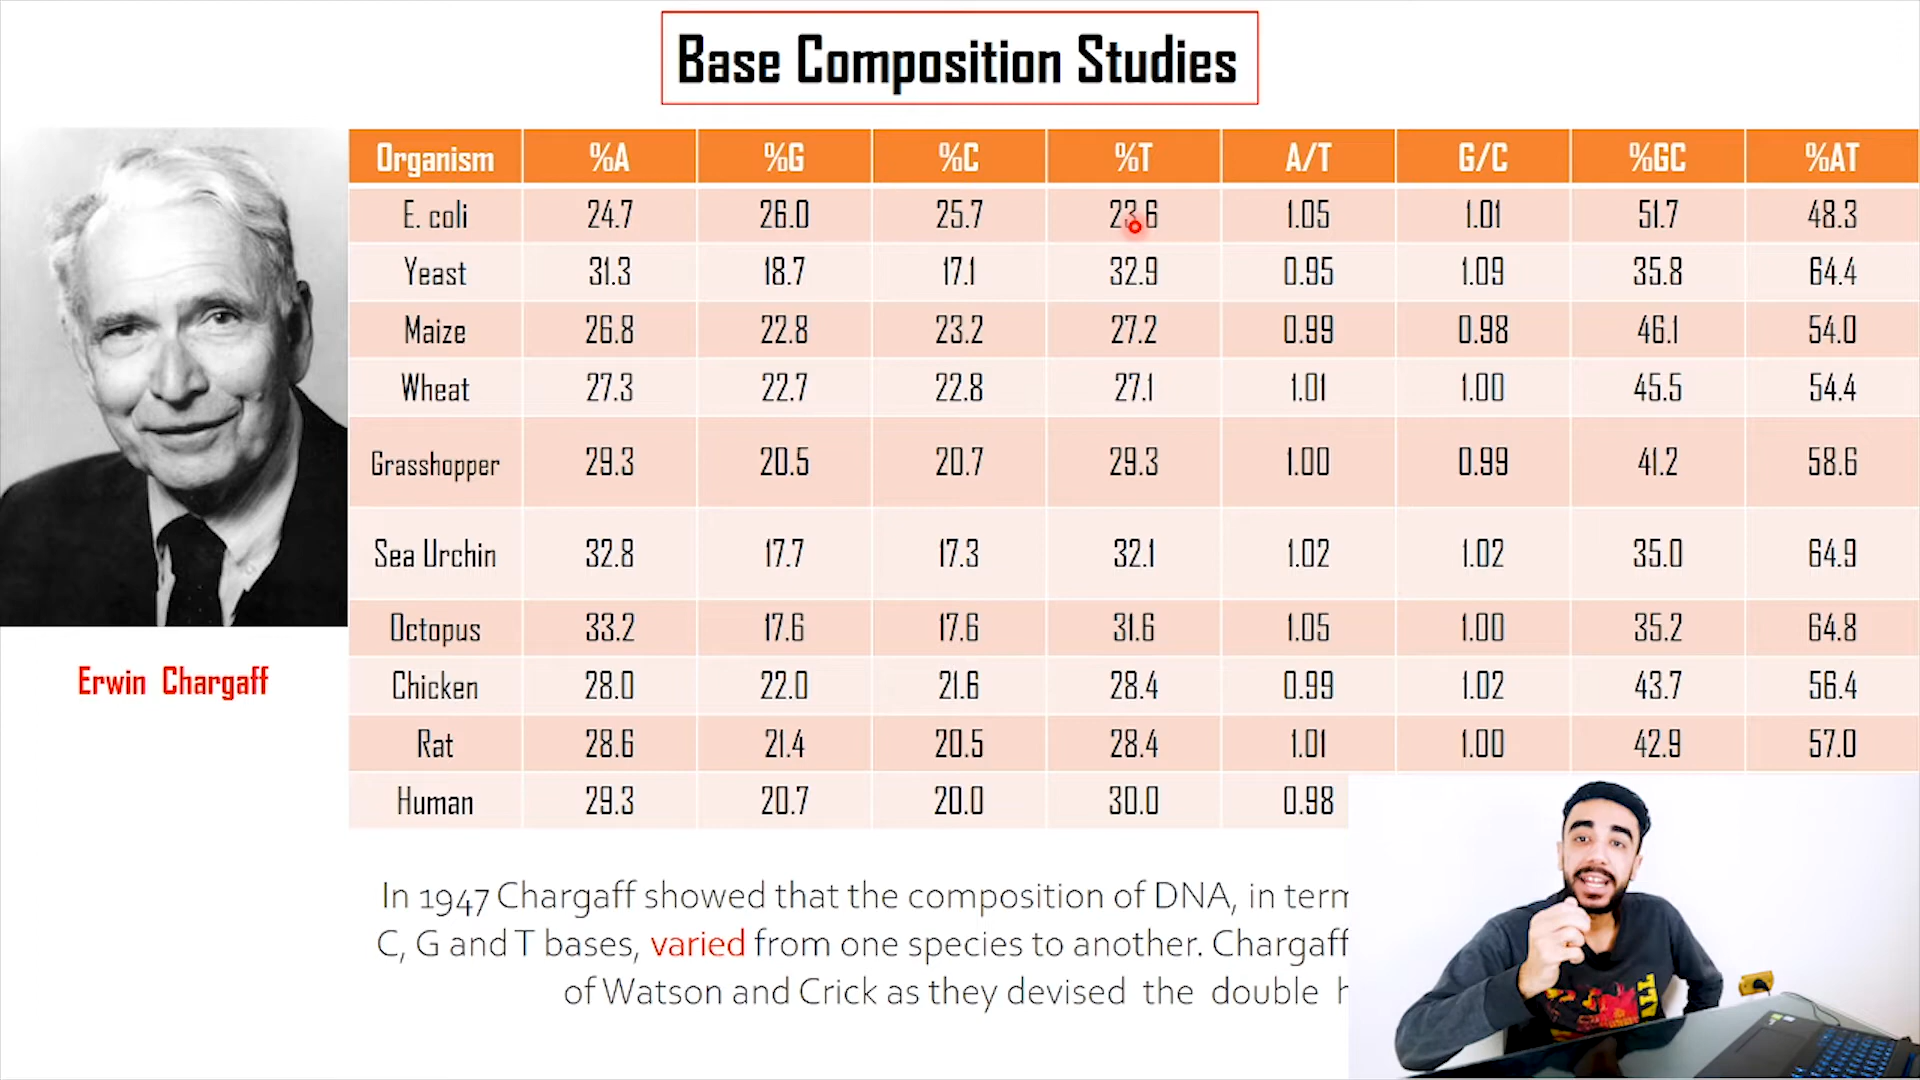 Base Composition Studies
Organism %A %G %C %T A/T G/C %GC %AT
E. coli 24.7 26.0 25.7 23.6 1.05 1.01 51.7 48.3
Yeast 31.3 18.7 17.1 32.9 0.95 1.09 35.8 64.4
Maize 26.8 22.8 23.2 27.2 0.99 0.98 46.1 54.0
Wheat 27.3 22.7 22.8 27.1 1.01 1.00 45.5 54.4
Grasshopper 29.3 20.5 20.7 29.3 1.00 0.99 41.2 58.6
Sea Urchin 32.8 17.7 17.3 32.1 1.02 1.02 35.0 64.9
Octopus 33.2 17.6 17.6 31.6 1.05 1.00 35.2 64.8
Chicken 28.0 22.0 21.6 28.4 0.99 1.02 43.7 56.4
Rat 28.6 21.4 20.5 28.4 1.01 1.00 42.9 57.0
Human 29.3 20.7 20.0 30.0 0.98
Erwin Chargaff
In 1947 Chargaff showed that the composition of DNA, in
C, G and T bases, varied from one species to another. Chargaff
of Watson and Crick as they devised the double